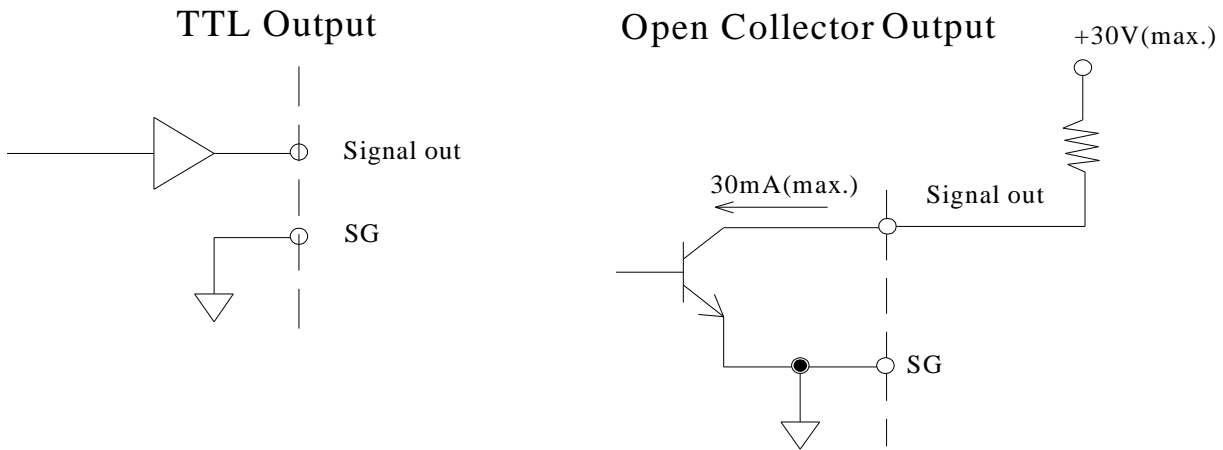 TTL Output
Signal out
SG
Open Collector Output
+30V(max.)
30mA(max.)
Signal out
SG